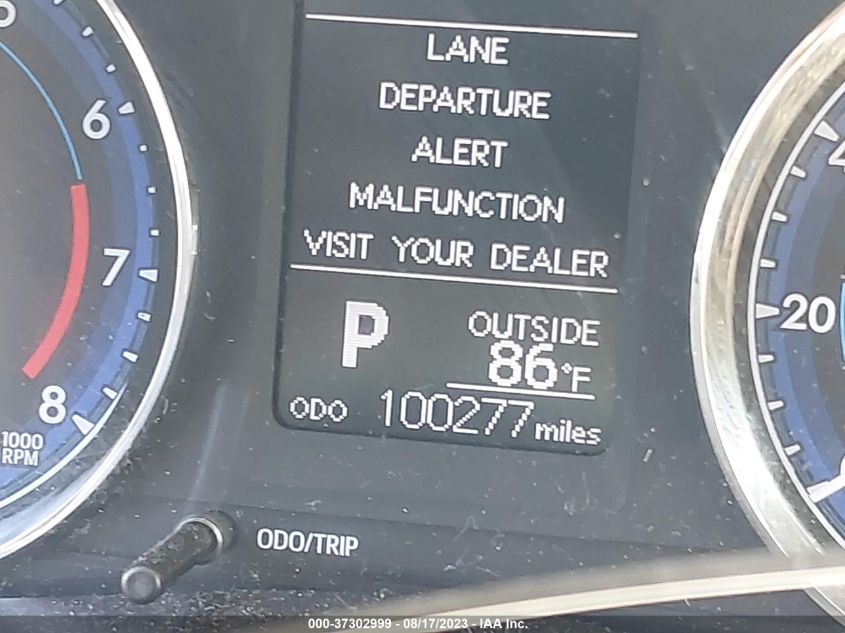 LANE
DEPARTURE
ALERT
MALFUNCTION
VISIT YOUR DEALER
P
OUTSIDE
86°F
ODO 100277 miles
6
7
8
1000
RPM
20
ODO/TRIP
000-37302999 - 08/17/2023 - IAA Inc.